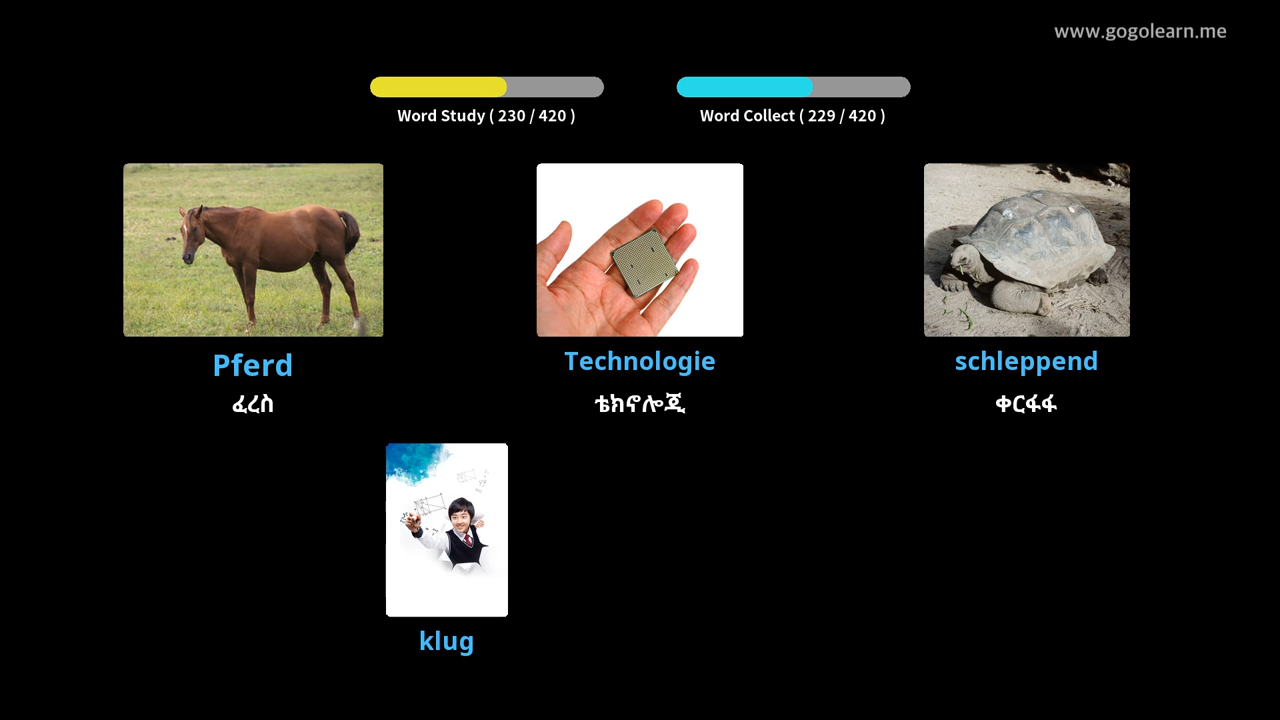 www.gogolearn.me
Word Study ( 230 / 420 )
Word Collect ( 229 / 420 )
Pferd
Technologie
schleppend
ፈረስ
ቴክኖሎጂ
ቀርፋፋ
klug